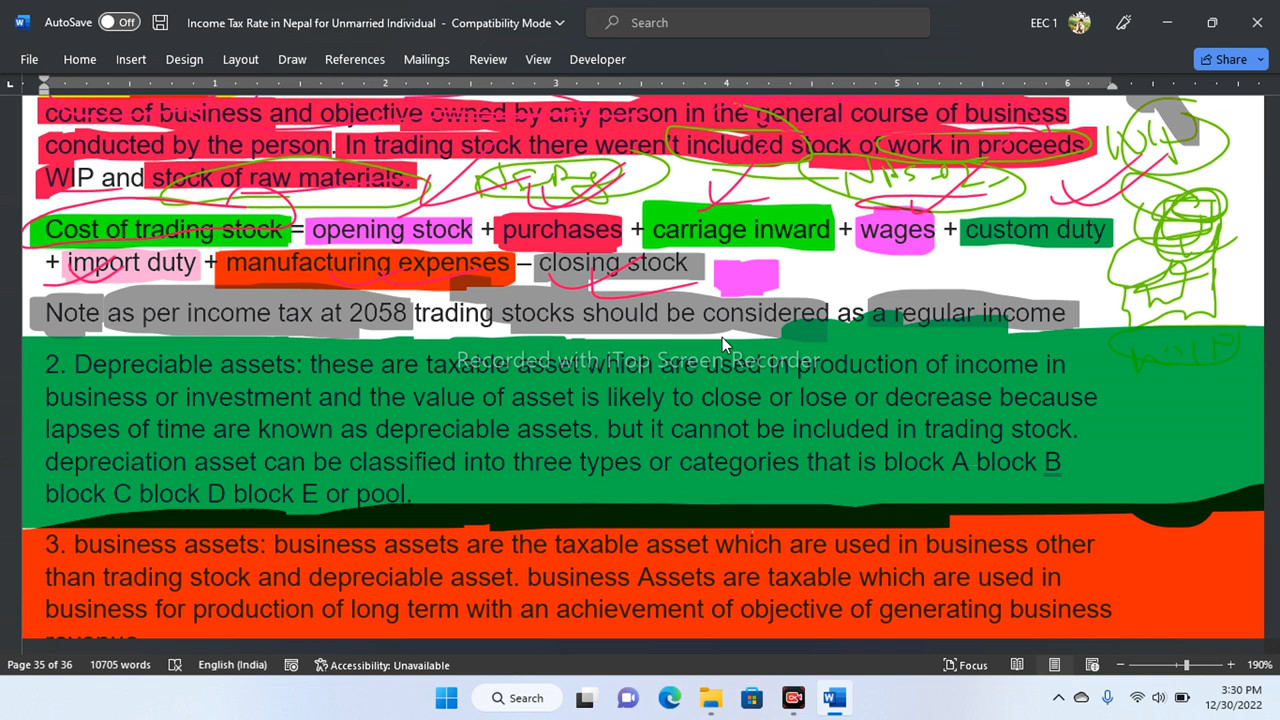 AutoSave Off Income Tax Rate in Nepal for Unmarried Individual - Compatibility Mode Search EEC 1
File Home Insert Design Layout References Mailings Review View Developer Share
1 2 3 4 5 6
course of business and objective owned by any person in the general course of business
conducted by the person. In trading stock there weren't included stock of work in proceeds
WIP and stock of raw materials.
Cost of trading stock = opening stock + purchases + carriage inward + wages + custom duty
+ import duty + manufacturing expenses – closing stock
Note as per income tax at 2058 trading stocks should be considered as a regular income
Recorded with iTop Screen Recorder
2. Depreciable assets: these are taxable asset which are used in production of income in
business or investment and the value of asset is likely to close or lose or decrease because
lapses of time are known as depreciable assets. but it cannot be included in trading stock.
depreciation asset can be classified into three types or categories that is block A block B
block C block D block E or pool.
3. business assets: business assets are the taxable asset which are used in business other
than trading stock and depreciable asset. business Assets are taxable which are used in
business for production of long term with an achievement of objective of generating business
revenue
Page 35 of 36 10705 words English (India) Accessibility: Unavailable Focus 190%
Search 3:30 PM
12/30/2022